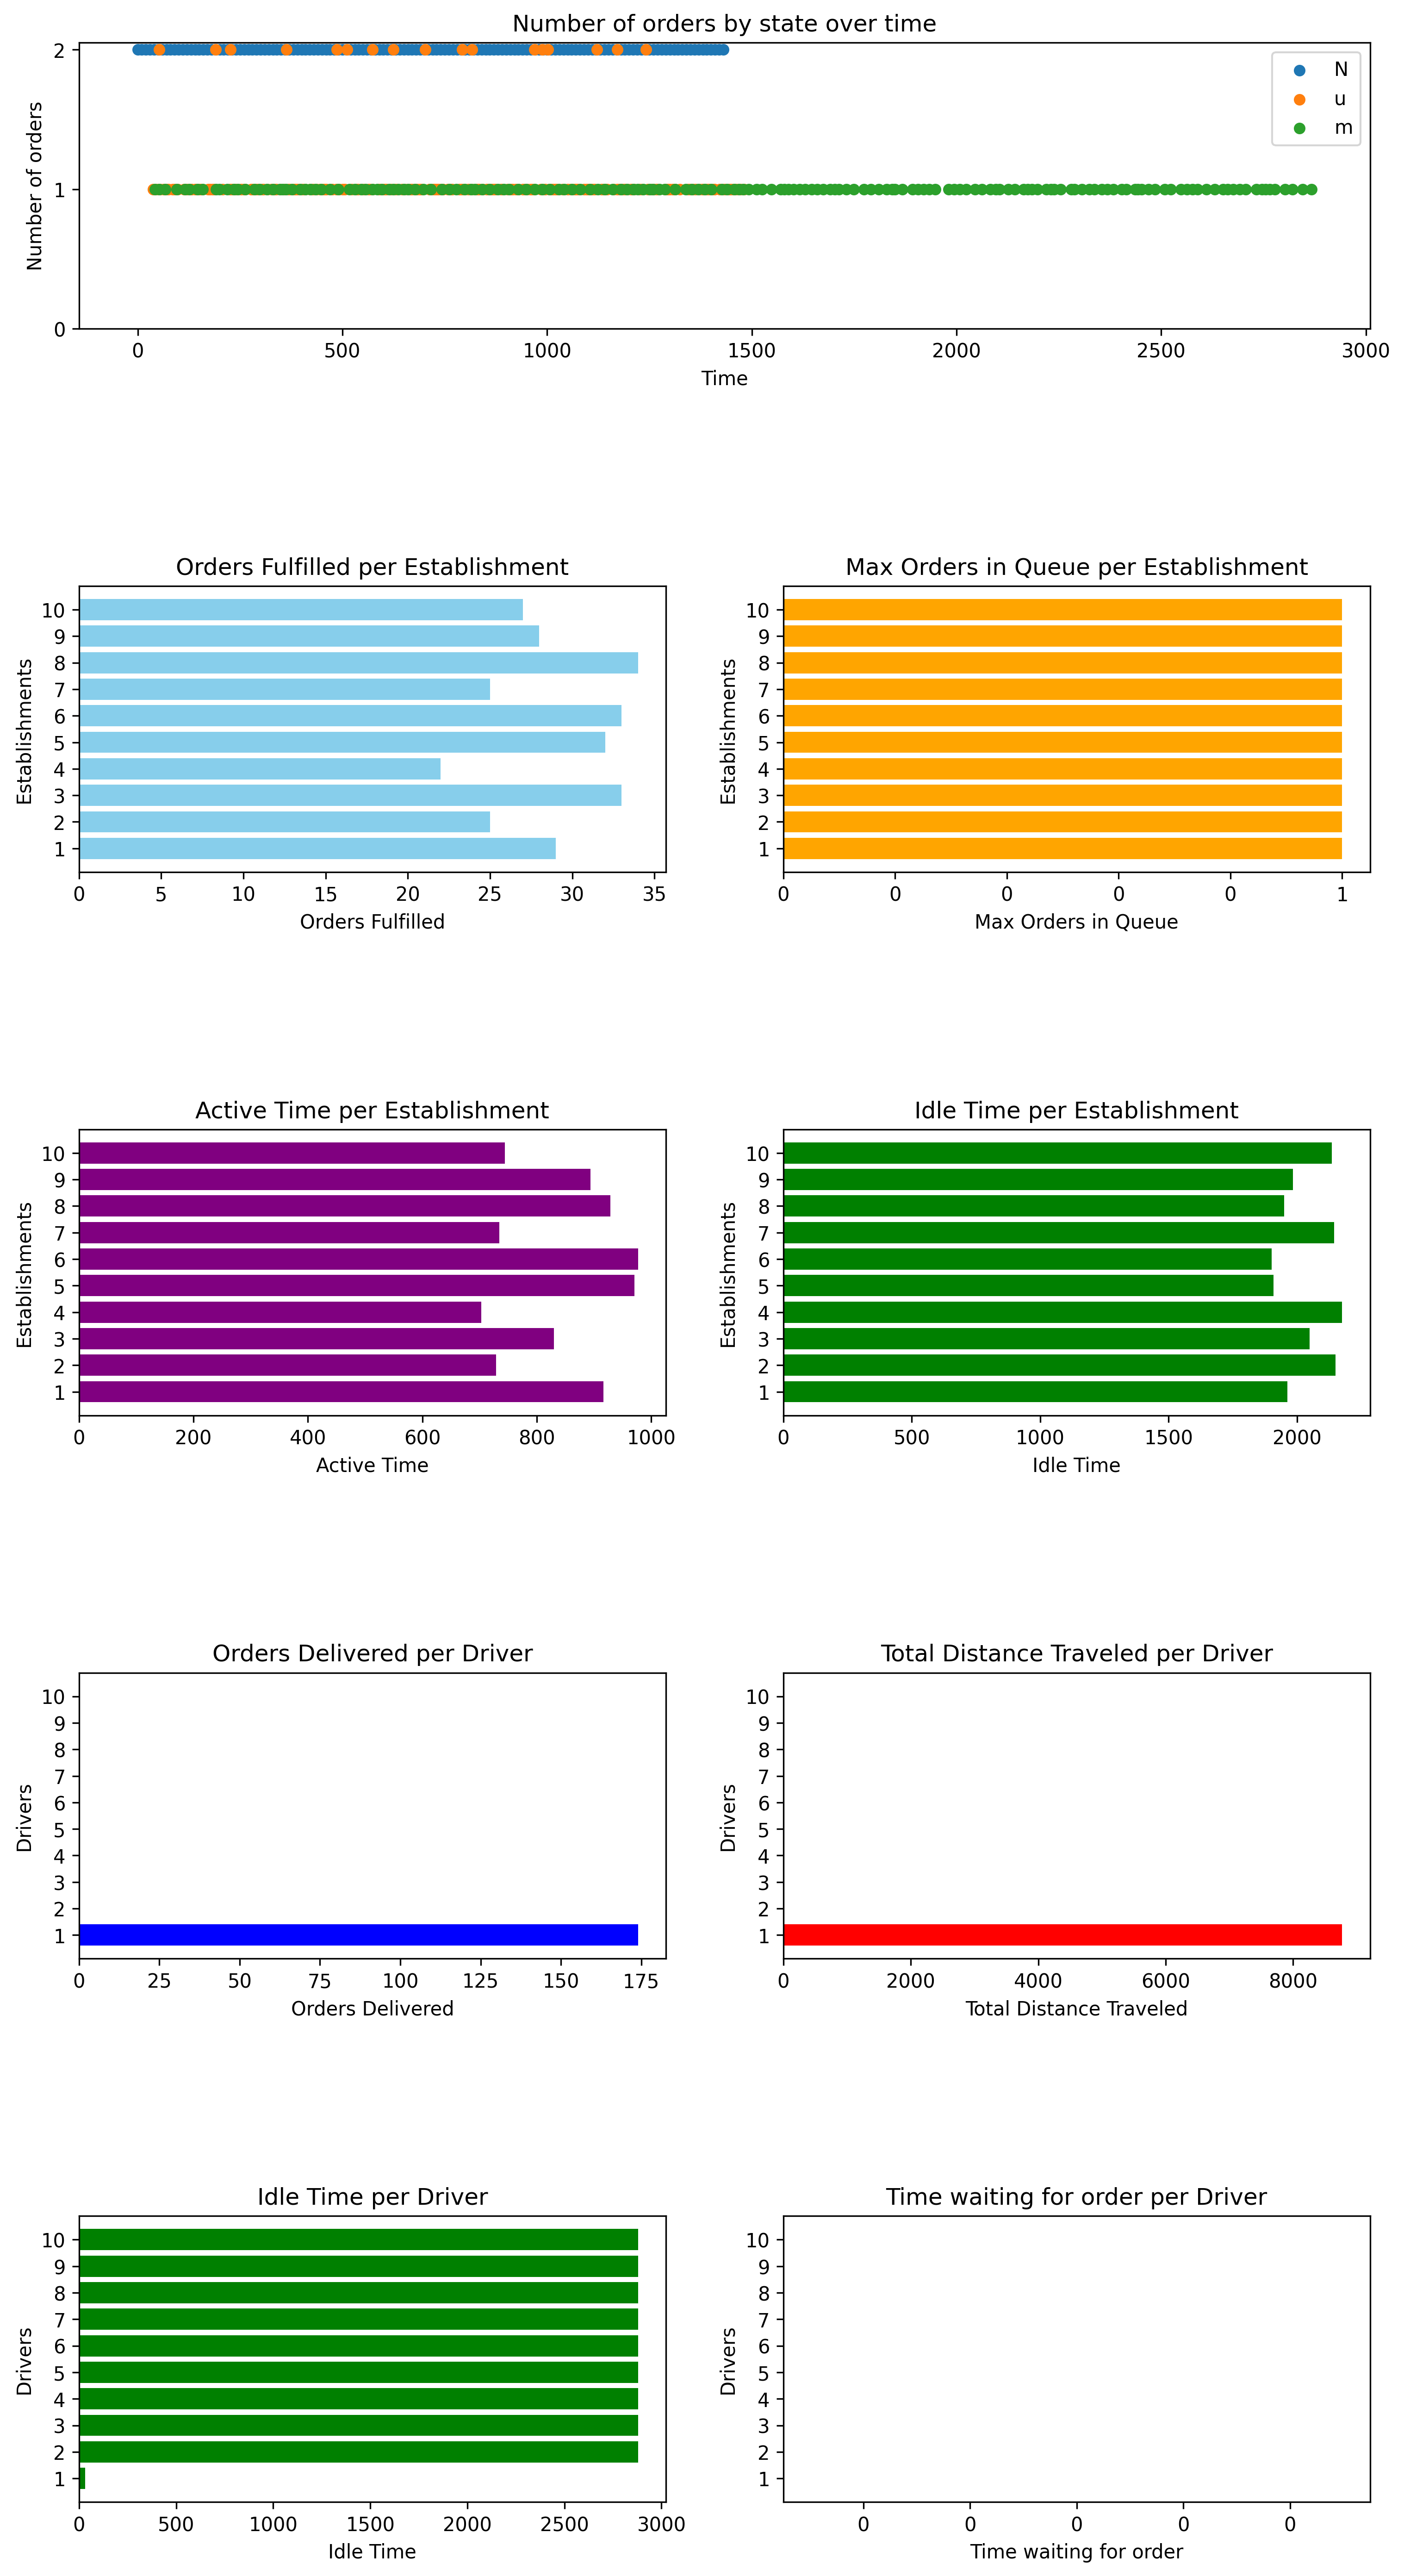 Number of orders by state over time
2
1
0
Number of orders
N
u
m
0 500 1000 1500 2000 2500 3000
Time
Orders Fulfilled per Establishment
10
9
8
7
6
5
4
3
2
1
Establishments
0 5 10 15 20 25 30 35
Orders Fulfilled
Max Orders in Queue per Establishment
10
9
8
7
6
5
4
3
2
1
Establishments
0 0 0 0 0 1
Max Orders in Queue
Active Time per Establishment
10
9
8
7
6
5
4
3
2
1
Establishments
0 200 400 600 800 1000
Active Time
Idle Time per Establishment
10
9
8
7
6
5
4
3
2
1
Establishments
0 500 1000 1500 2000
Idle Time
Orders Delivered per Driver
10
9
8
7
6
5
4
3
2
1
Drivers
0 25 50 75 100 125 150 175
Orders Delivered
Total Distance Traveled per Driver
10
9
8
7
6
5
4
3
2
1
Drivers
0 2000 4000 6000 8000
Total Distance Traveled
Idle Time per Driver
10
9
8
7
6
5
4
3
2
1
Drivers
0 500 1000 1500 2000 2500 3000
Idle Time
Time waiting for order per Driver
10
9
8
7
6
5
4
3
2
1
Drivers
0 0 0 0 0
Time waiting for order